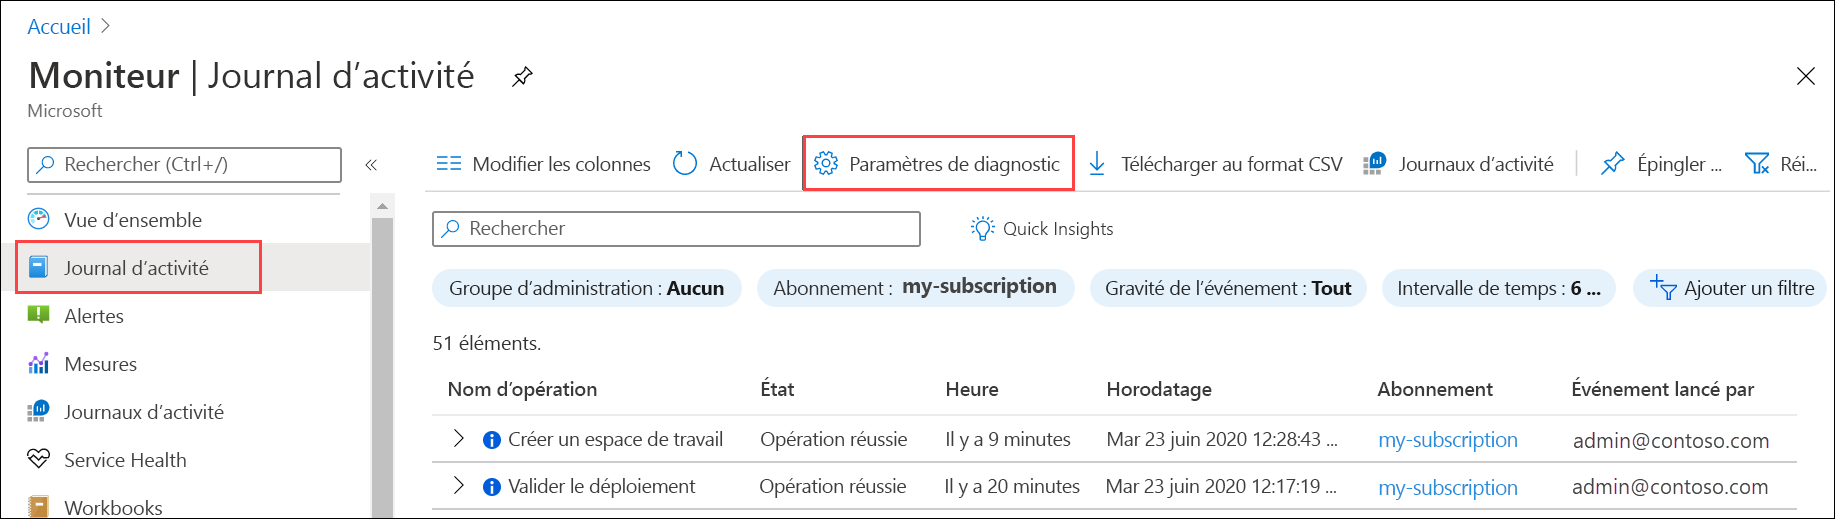 Accueil
Moniteur | Journal d’activité
Microsoft
Rechercher (Ctrl+/)
Vue d’ensemble
Journal d’activité
Alertes
Mesures
Journaux d’activité
Service Health
Workbooks
Modifier les colonnes Actualiser Paramètres de diagnostic Télécharger au format CSV Journaux d’activité Épingler ... Réi...
Rechercher Quick Insights
Groupe d’administration : Aucun Abonnement : my-subscription Gravité de l’événement : Tout Intervalle de temps : 6 ... Ajouter un filtre
51 éléments.
Nom d’opération État Heure Horodatage Abonnement Événement lancé par
Créer un espace de travail Opération réussie Il y a 9 minutes Mar 23 juin 2020 12:28:43 ... my-subscription admin@contoso.com
Valider le déploiement Opération réussie Il y a 20 minutes Mar 23 juin 2020 12:17:19 ... my-subscription admin@contoso.com